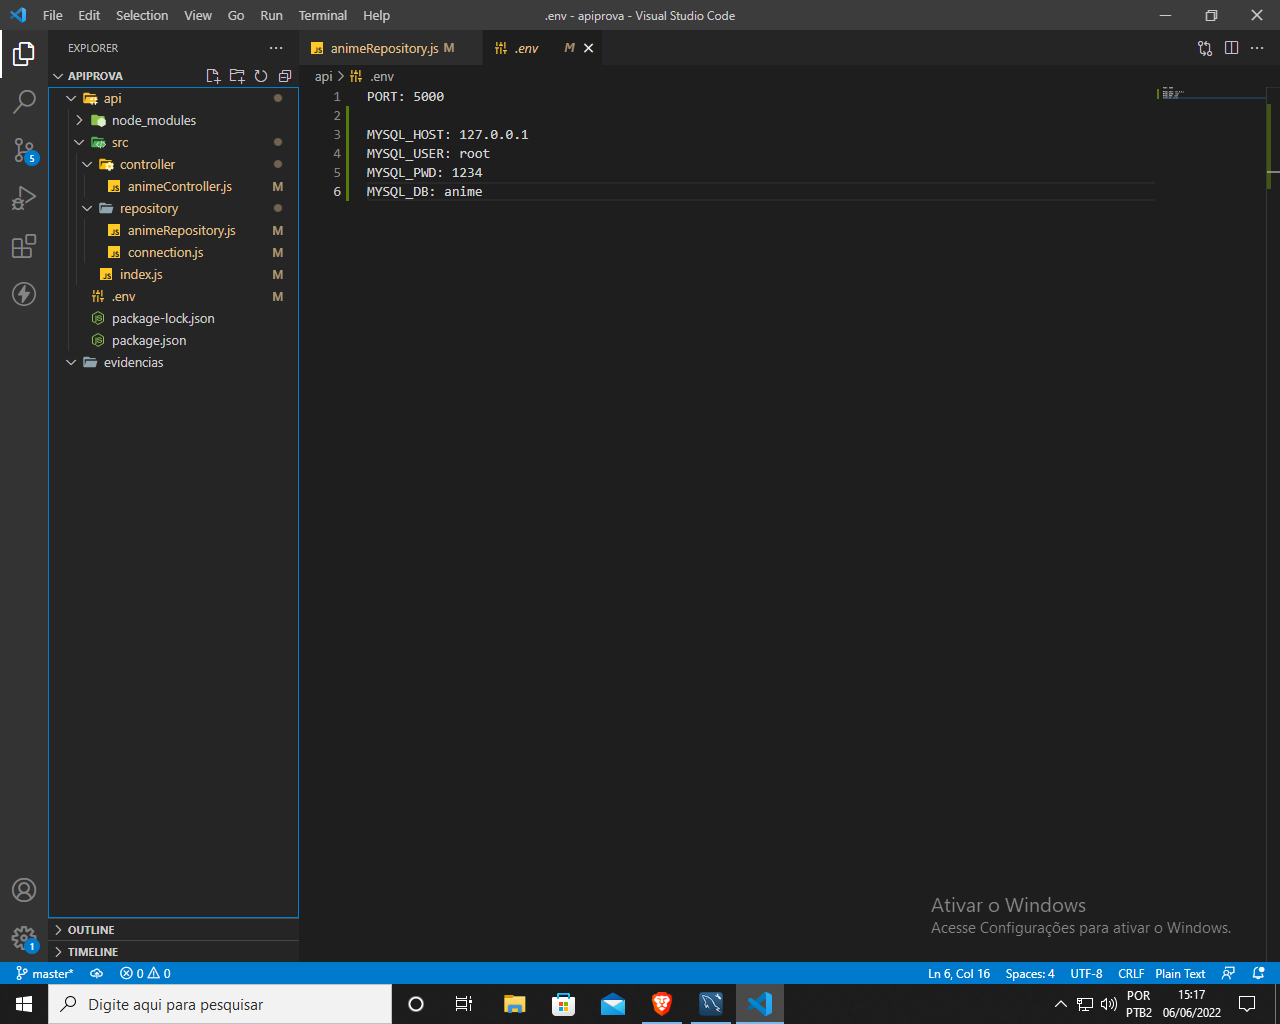 File Edit Selection View Go Run Terminal Help .env - apiprova - Visual Studio Code
EXPLORER
animeRepository.js M
.env M
APIPROVA
api > .env
api
node_modules
src
controller
animeController.js M
repository
animeRepository.js M
connection.js M
index.js M
.env M
package-lock.json
package.json
evidencias
1 PORT: 5000
2
3 MYSQL_HOST: 127.0.0.1
4 MYSQL_USER: root
5 MYSQL_PWD: 1234
6 MYSQL_DB: anime
5
1
OUTLINE
TIMELINE
Ativar o Windows
Acesse Configurações para ativar o Windows.
master* 0 0 Ln 6, Col 16 Spaces: 4 UTF-8 CRLF Plain Text
Digite aqui para pesquisar
POR
PTB2
15:17
06/06/2022